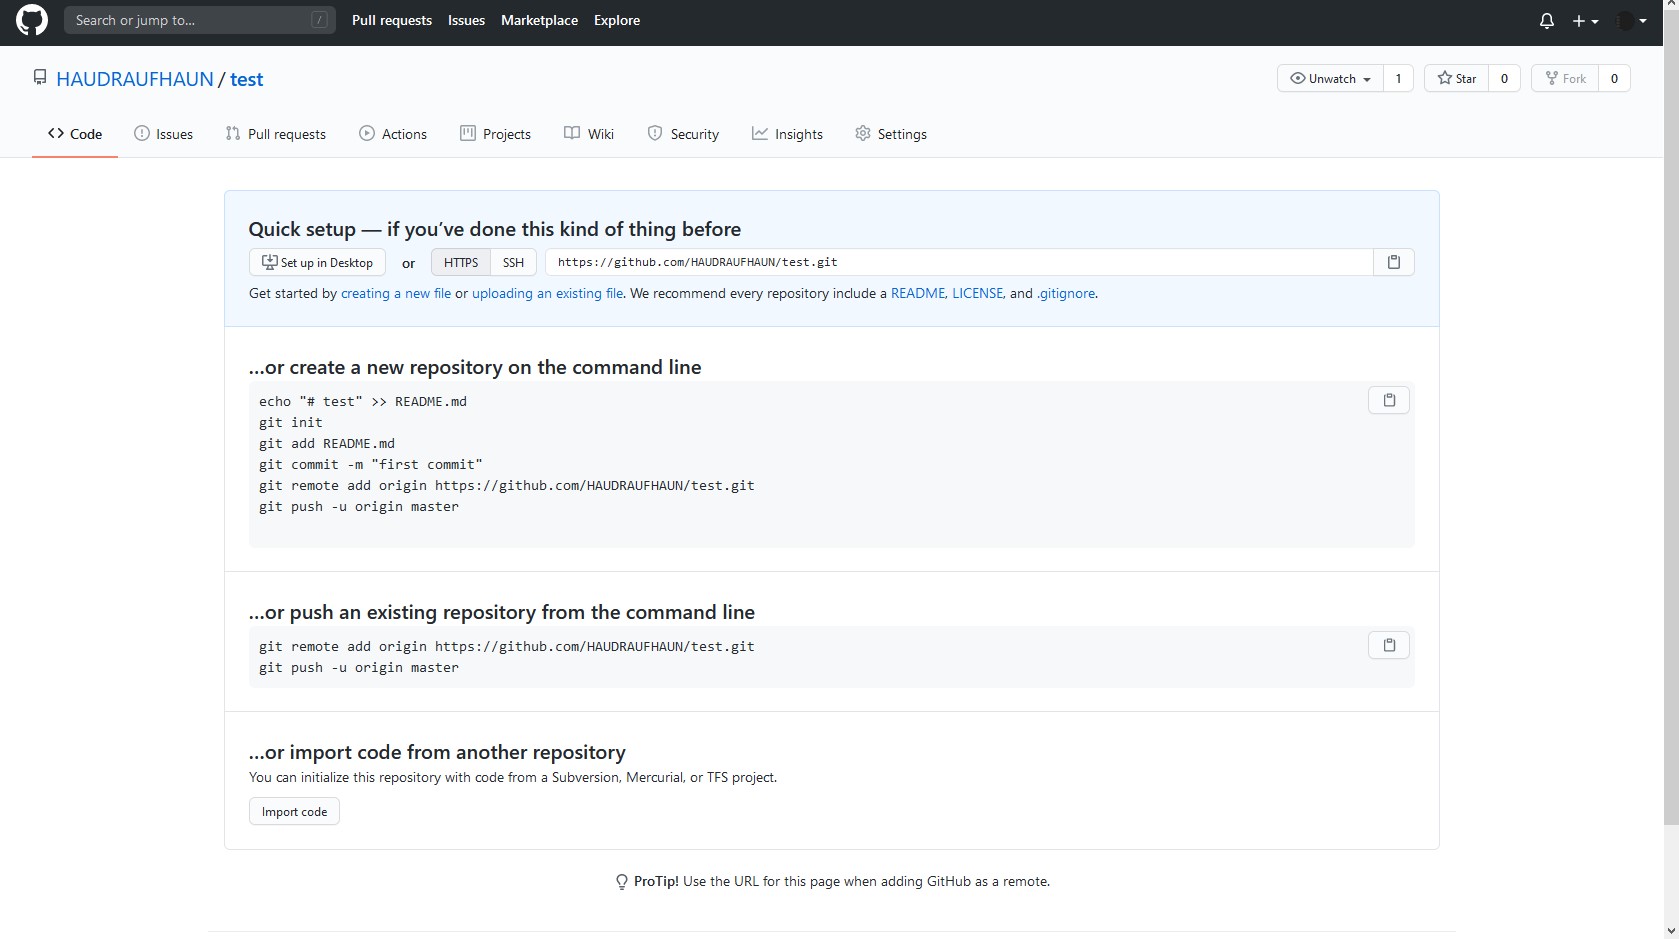 Search or jump to... /
Pull requests Issues Marketplace Explore
HAUDRAUFHAUN / test
Unwatch 1 Star 0 Fork 0
Code Issues Pull requests Actions Projects Wiki Security Insights Settings
Quick setup — if you’ve done this kind of thing before
Set up in Desktop or HTTPS SSH https://github.com/HAUDRAUFHAUN/test.git
Get started by creating a new file or uploading an existing file. We recommend every repository include a README, LICENSE, and .gitignore.
…or create a new repository on the command line
echo "# test" >> README.md
git init
git add README.md
git commit -m "first commit"
git remote add origin https://github.com/HAUDRAUFHAUN/test.git
git push -u origin master
…or push an existing repository from the command line
git remote add origin https://github.com/HAUDRAUFHAUN/test.git
git push -u origin master
…or import code from another repository
You can initialize this repository with code from a Subversion, Mercurial, or TFS project.
Import code
ProTip! Use the URL for this page when adding GitHub as a remote.